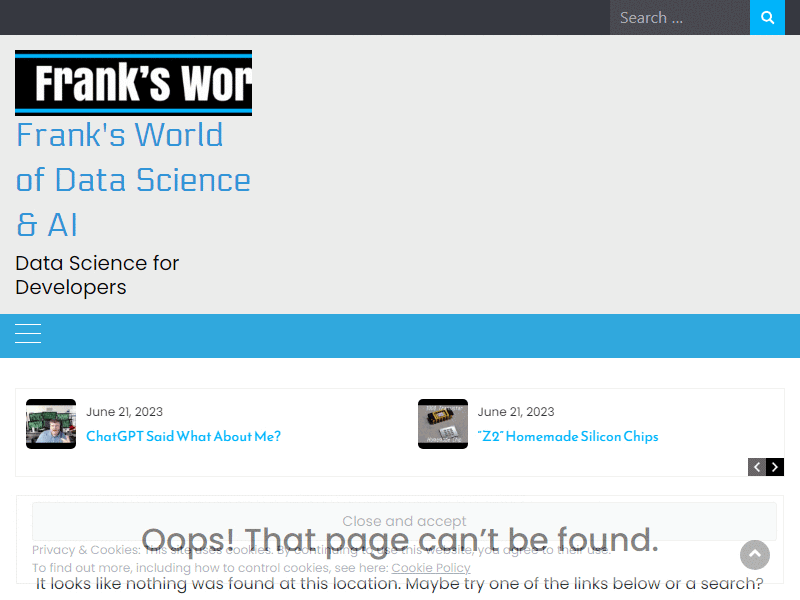 Search ...
Frank's Wor
Frank's World
of Data Science
& AI
Data Science for
Developers
June 21, 2023
ChatGPT Said What About Me?
June 21, 2023
"Z2" Homemade Silicon Chips
Close and accept
Oops! That page can't be found.
Privacy & Cookies: This site uses cookies. By continuing to use this website, you agree to their use.
To find out more, including how to control cookies, see here: Cookie Policy
It looks like nothing was found at this location. Maybe try one of the links below or a search?